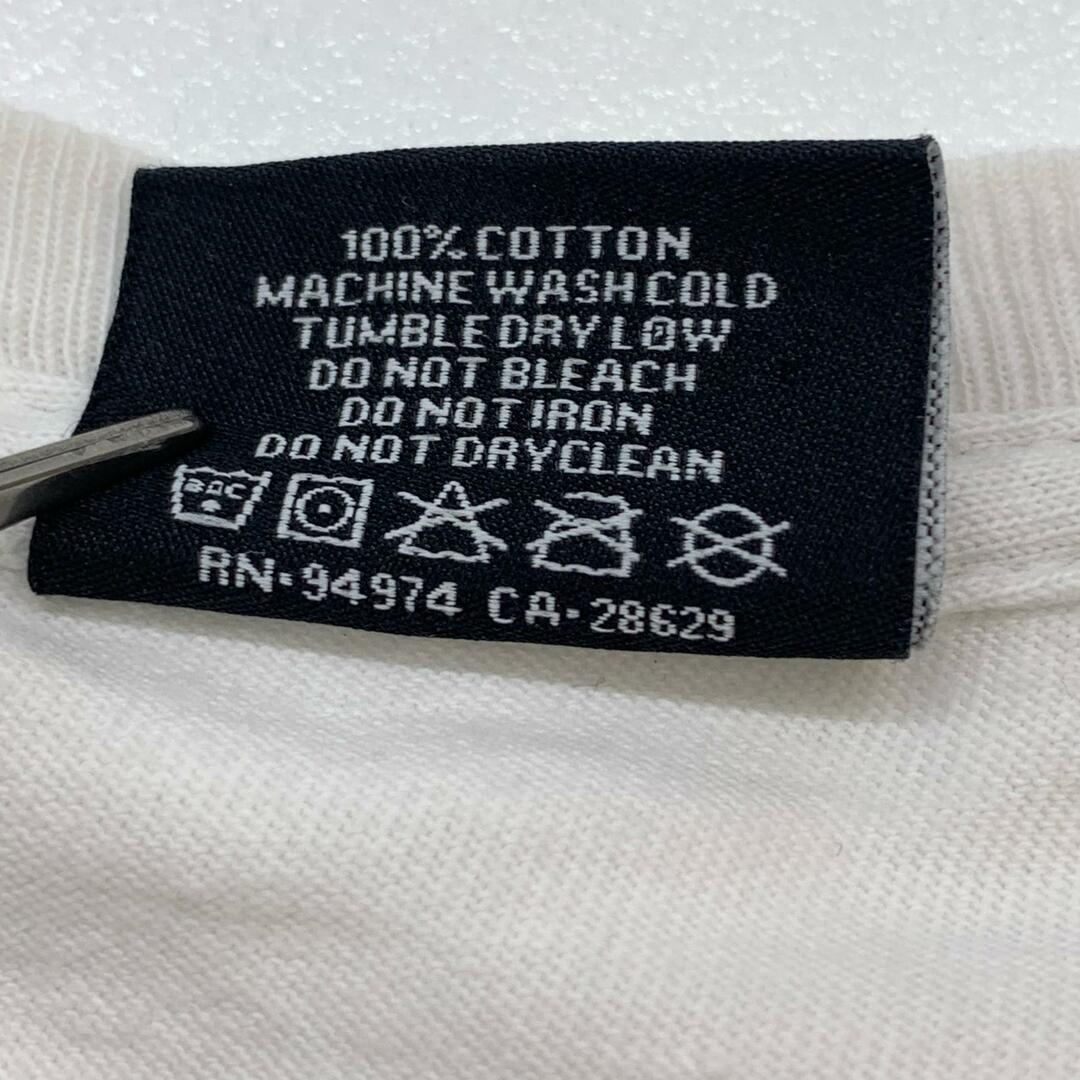 100% COTTON
MACHINE WASH COLD
TUMBLE DRY LOW
DO NOT BLEACH
DO NOT IRON
DO NOT DRYCLEAN
RN-94974 CA-28629